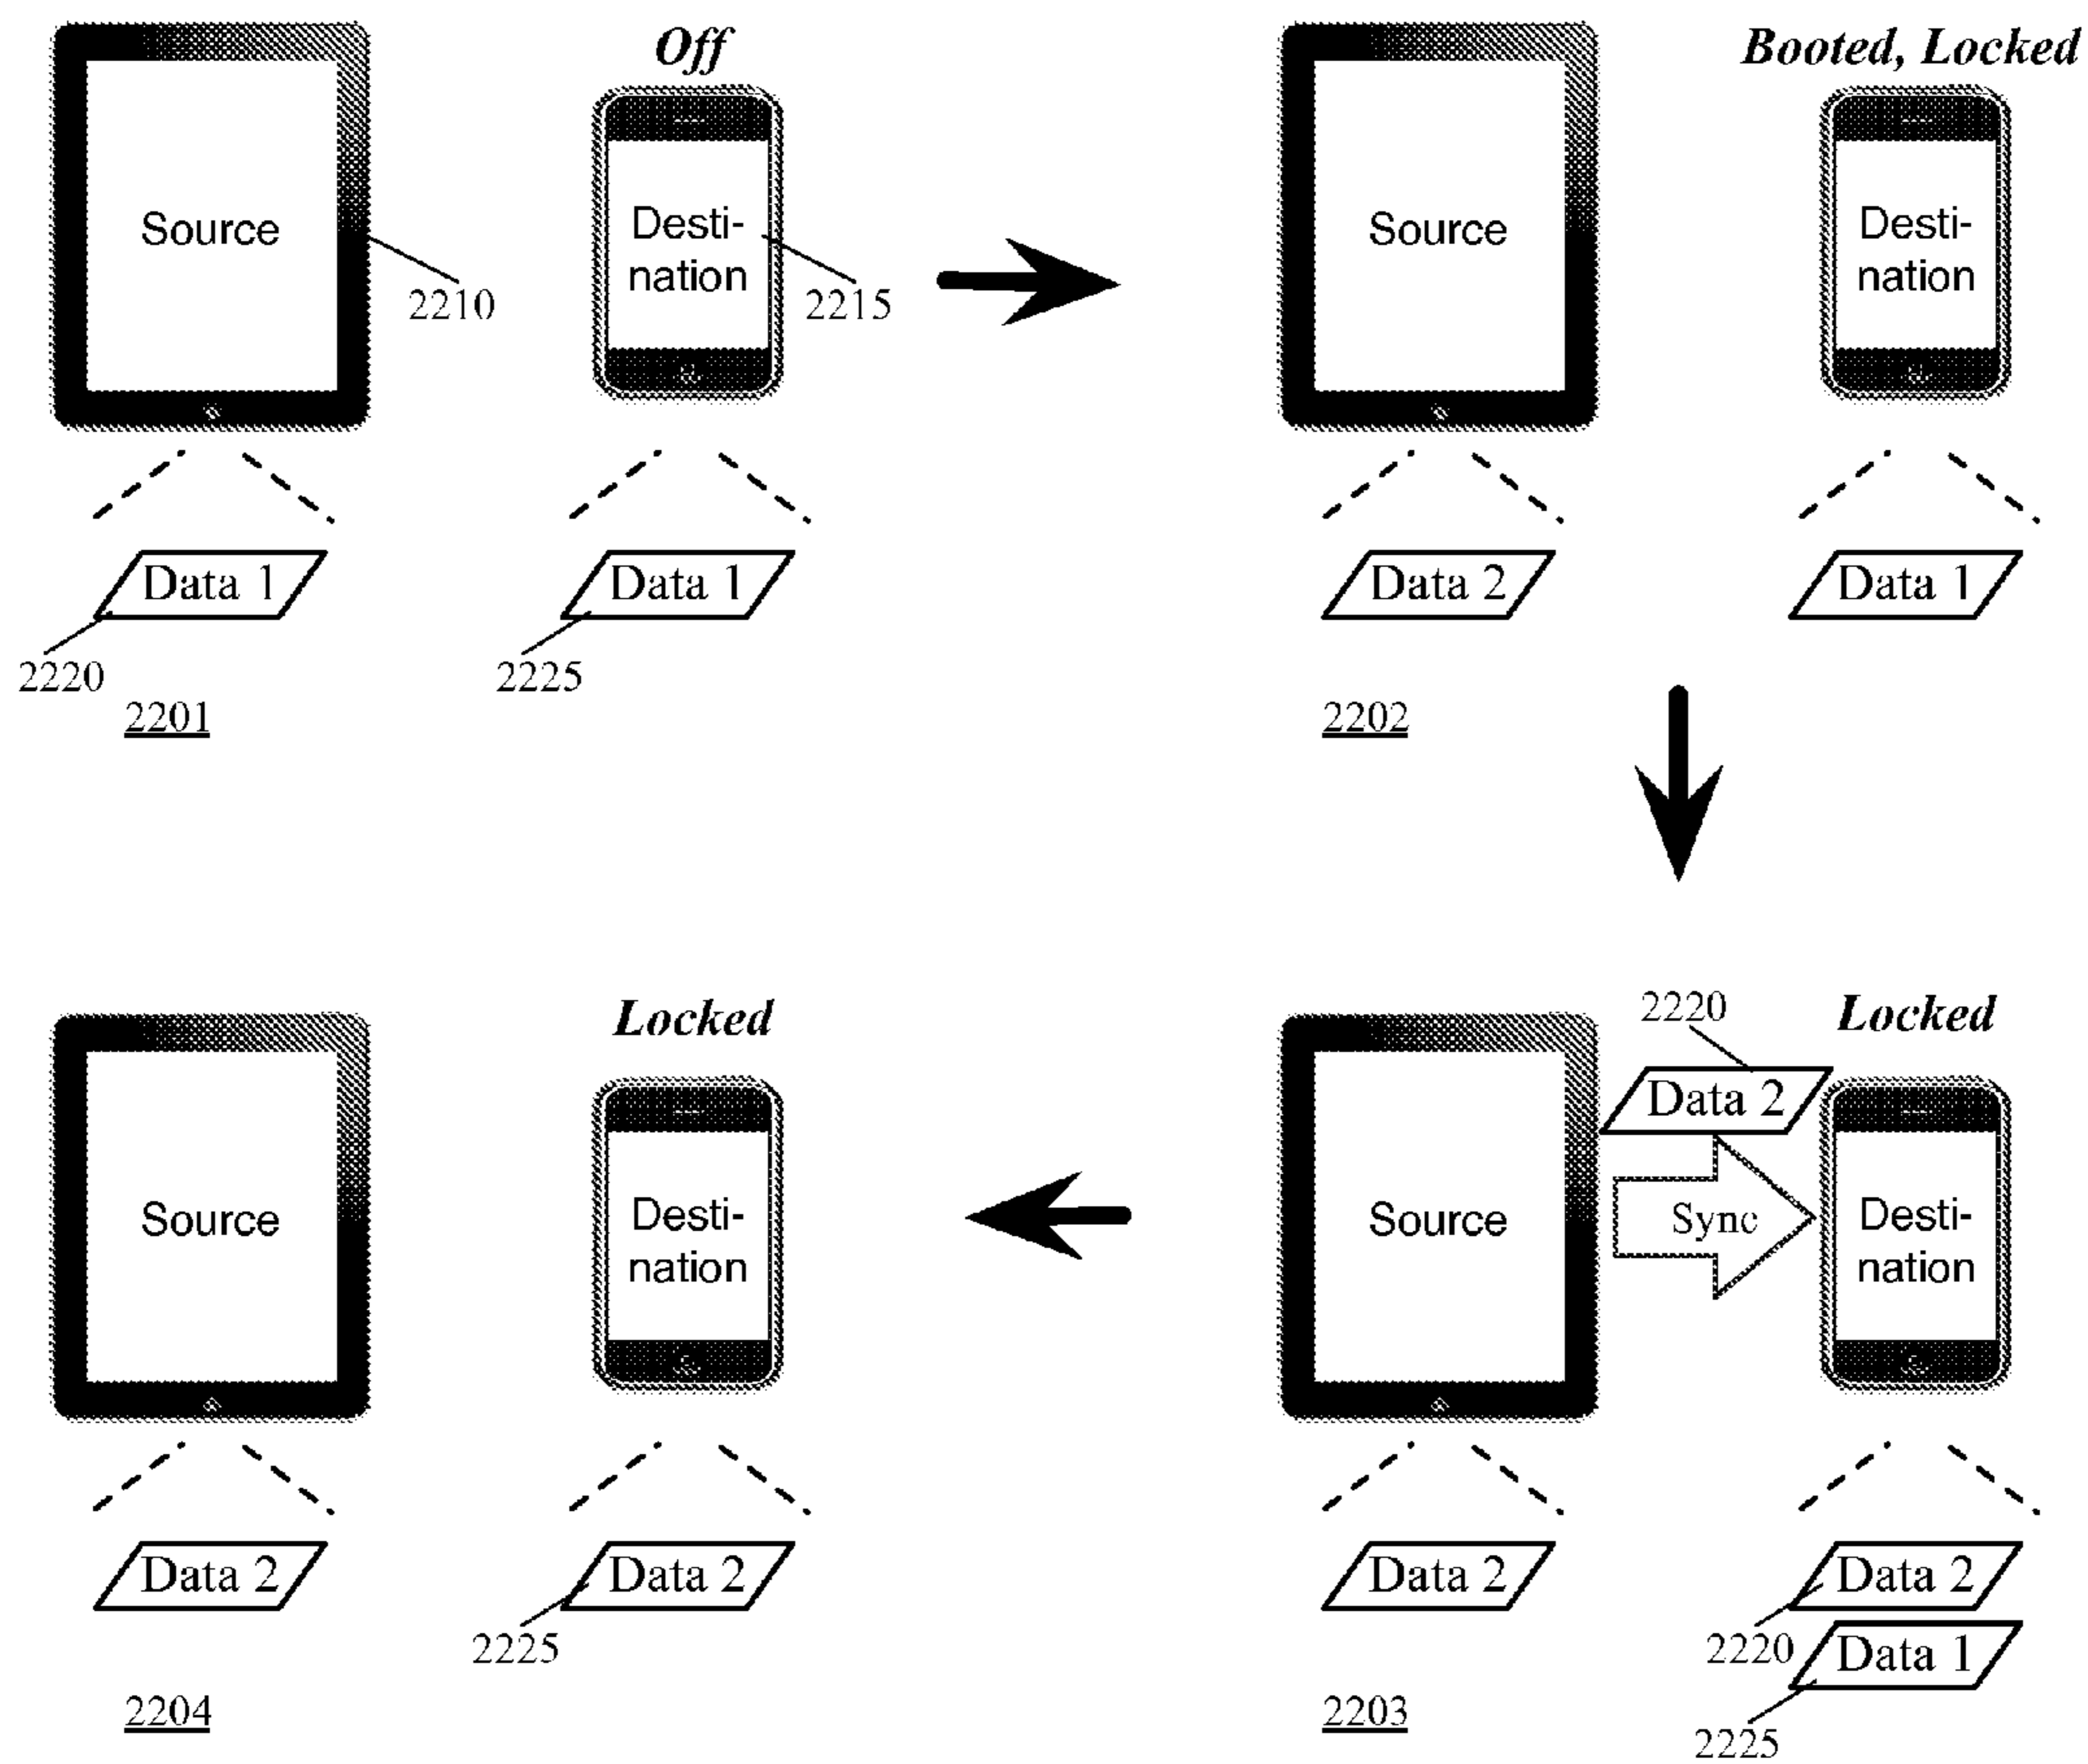 Off
Source
Desti-
nation
2210
2215
Data 1
Data 1
2220
2225
2201
Booted, Locked
Source
Desti-
nation
Data 2
Data 1
2202
Locked
Source
Desti-
nation
Data 2
Data 2
2225
2204
2220
Locked
Data 2
Source
Sync
Desti-
nation
Data 2
Data 2
2220
Data 1
2203
2225